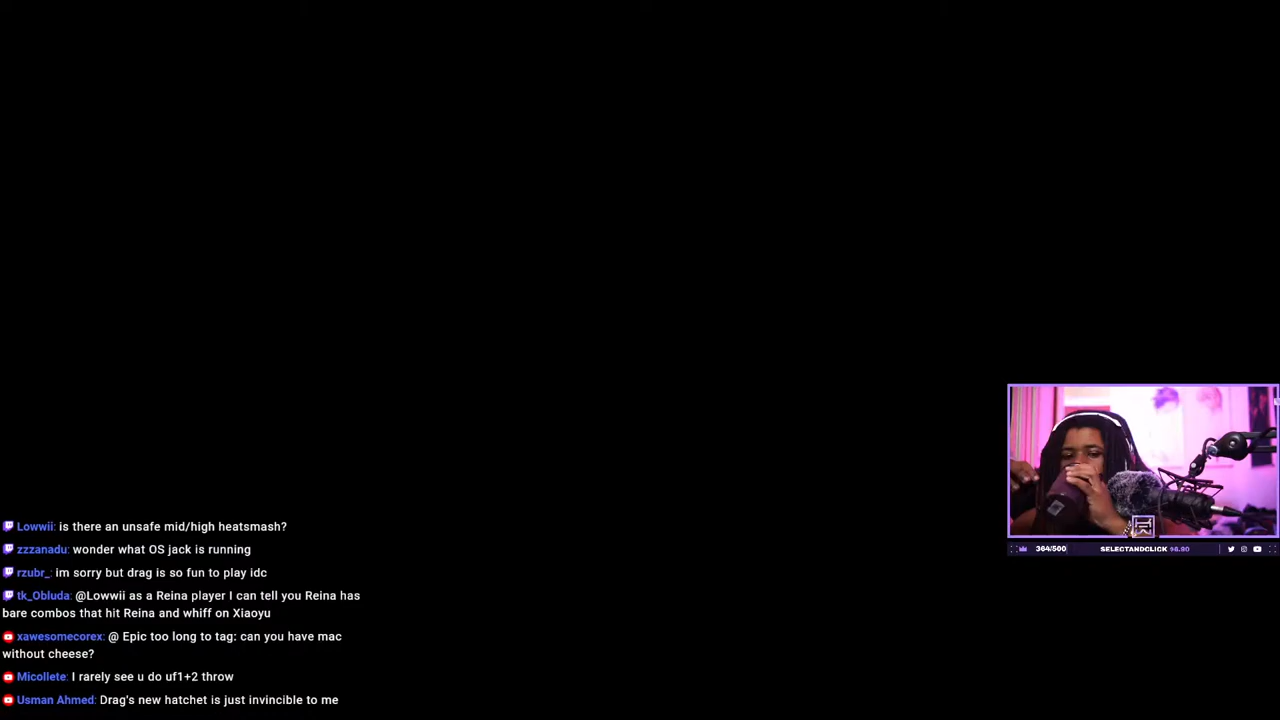 Lowwii: is there an unsafe mid/high heatsmash?
zzzanadu: wonder what OS jack is running
rzubr_: im sorry but drag is so fun to play idc
tk_Obluda: @Lowwii as a Reina player I can tell you Reina has
bare combos that hit Reina and whiff on Xiaoyu
xawesomecorex: @ Epic too long to tag: can you have mac
without cheese?
Micollete: I rarely see u do uf1+2 throw
Usman Ahmed: Drag's new hatchet is just invincible to me
364/500 SELECTANDCLICK